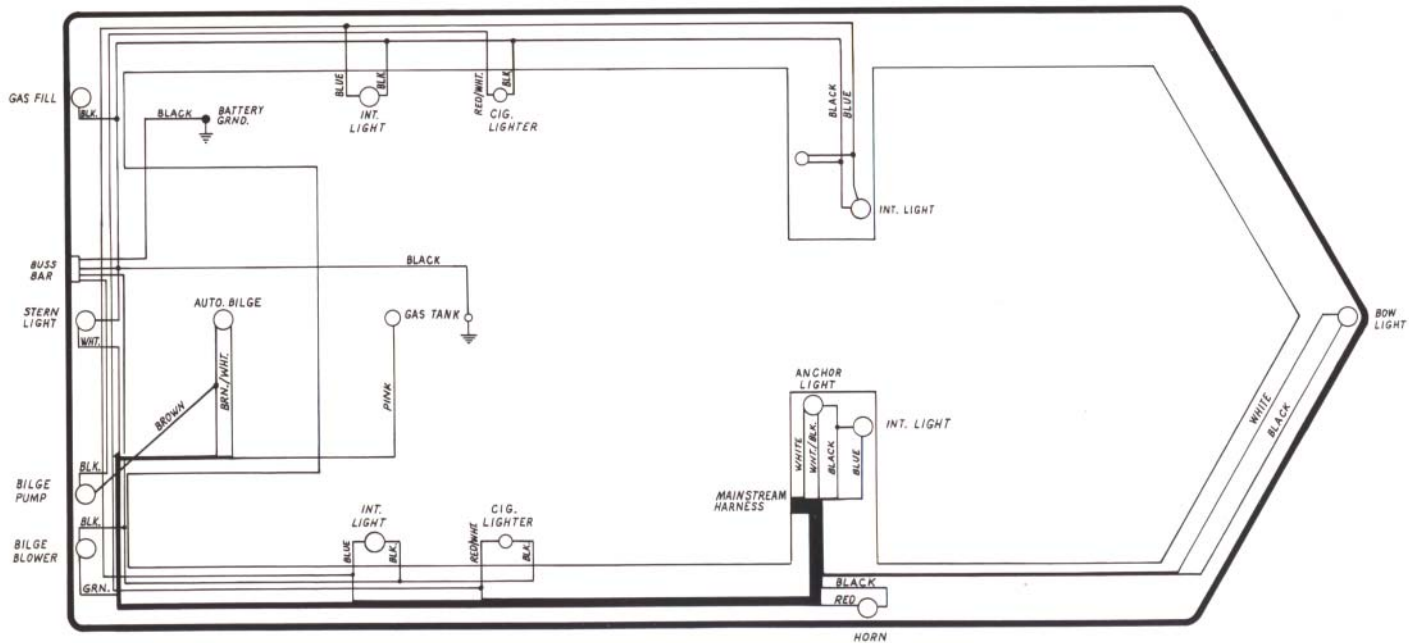 GAS FILL
BLK.
BLACK
BATTERY
GRND.
BLUE
BLK.
INT.
LIGHT
RED/WHT.
BLK
CIG.
LIGHTER
BLACK
BLUE
INT. LIGHT
BUSS
BAR
BLACK
STERN
LIGHT
WHT.
AUTO. BILGE
BRN./WHT.
BROWN
GAS TANK
PINK
BOW
LIGHT
WHITE
BLACK
ANCHOR
LIGHT
INT. LIGHT
WHITE
WHT./BLK.
BLACK
BLUE
MAINSTREAM
HARNESS
BLK.
BILGE
PUMP
BLK.
BILGE
BLOWER
GRN.
INT.
LIGHT
BLUE
BLK.
CIG.
LIGHTER
RED/WHT
BLK.
BLACK
RED
HORN